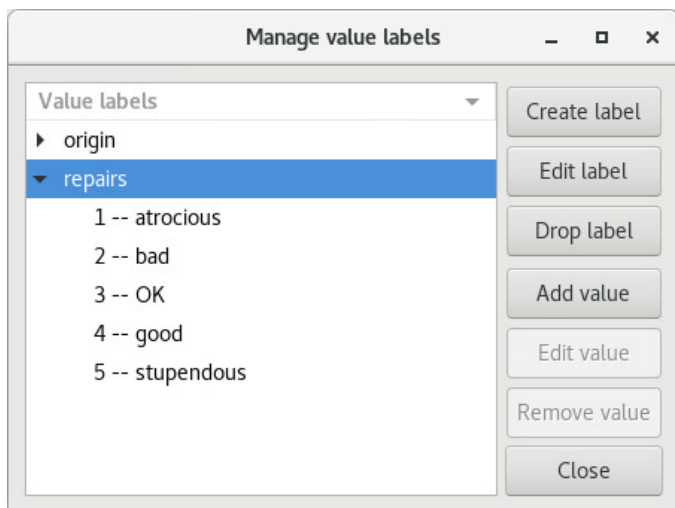 Manage value labels
Value labels
origin
repairs
1 -- atrocious
2 -- bad
3 -- OK
4 -- good
5 -- stupendous
Create label
Edit label
Drop label
Add value
Edit value
Remove value
Close